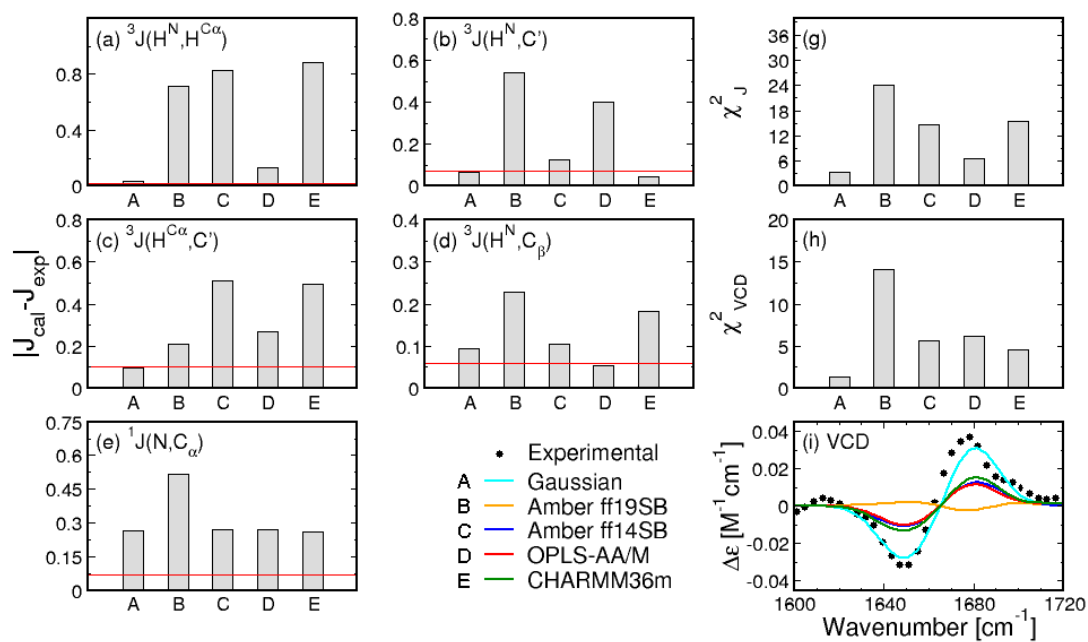 |J_cal-J_exp|
(a) ³J(H^N,H^Cα)
0.8
0.4
0
A B C D E
(b) ³J(H^N,C')
0.8
0.6
0.4
0.2
0
A B C D E
(g)
χ²_J
36
30
24
18
12
6
0
A B C D E
(c) ³J(H^Cα,C')
0.8
0.6
0.4
0.2
0
A B C D E
(d) ³J(H^N,C_β)
0.4
0.3
0.2
0.1
0
A B C D E
(h)
χ²_VCD
20
15
10
5
0
A B C D E
(e) ¹J(N,C_α)
0.75
0.60
0.45
0.30
0.15
0
A B C D E
Experimental
A Gaussian
B Amber ff19SB
C Amber ff14SB
D OPLS-AA/M
E CHARMM36m
(i) VCD
Δε [M⁻¹cm⁻¹]
0.04
0.02
0
-0.02
-0.04
1600 1640 1680 1720
Wavenumber [cm⁻¹]